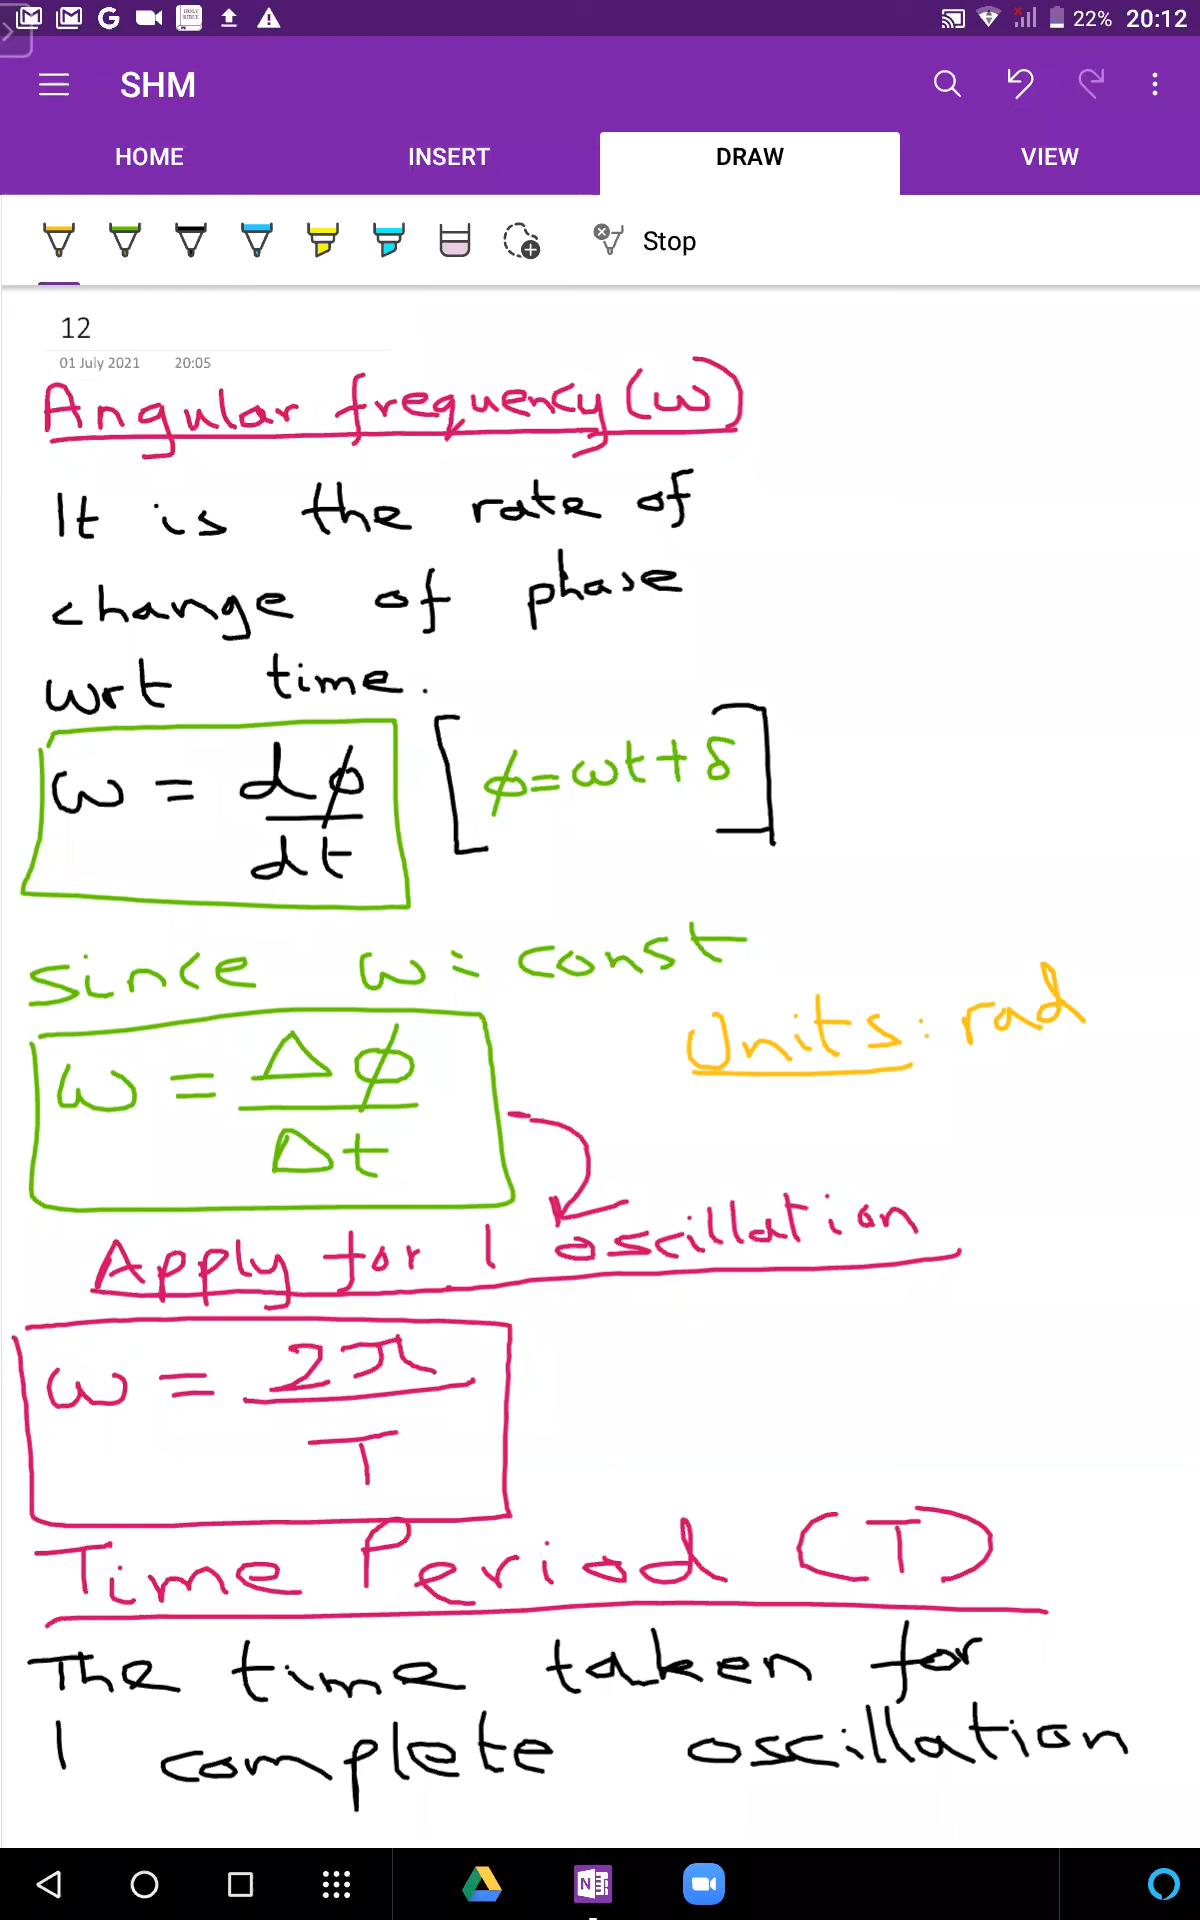 22% 20:12
SHM
HOME INSERT DRAW VIEW
Stop
12
01 July 2021 20:05
Angular frequency (ω)
It is the rate of
change of phase
wrt time.
ω = dφ/dt [φ=ωt+δ]
since ω = const
Units: rad
ω = Δφ/Δt
Apply for 1 oscillation
ω = 2π/T
Time Period (T)
The time taken for
1 complete oscillation